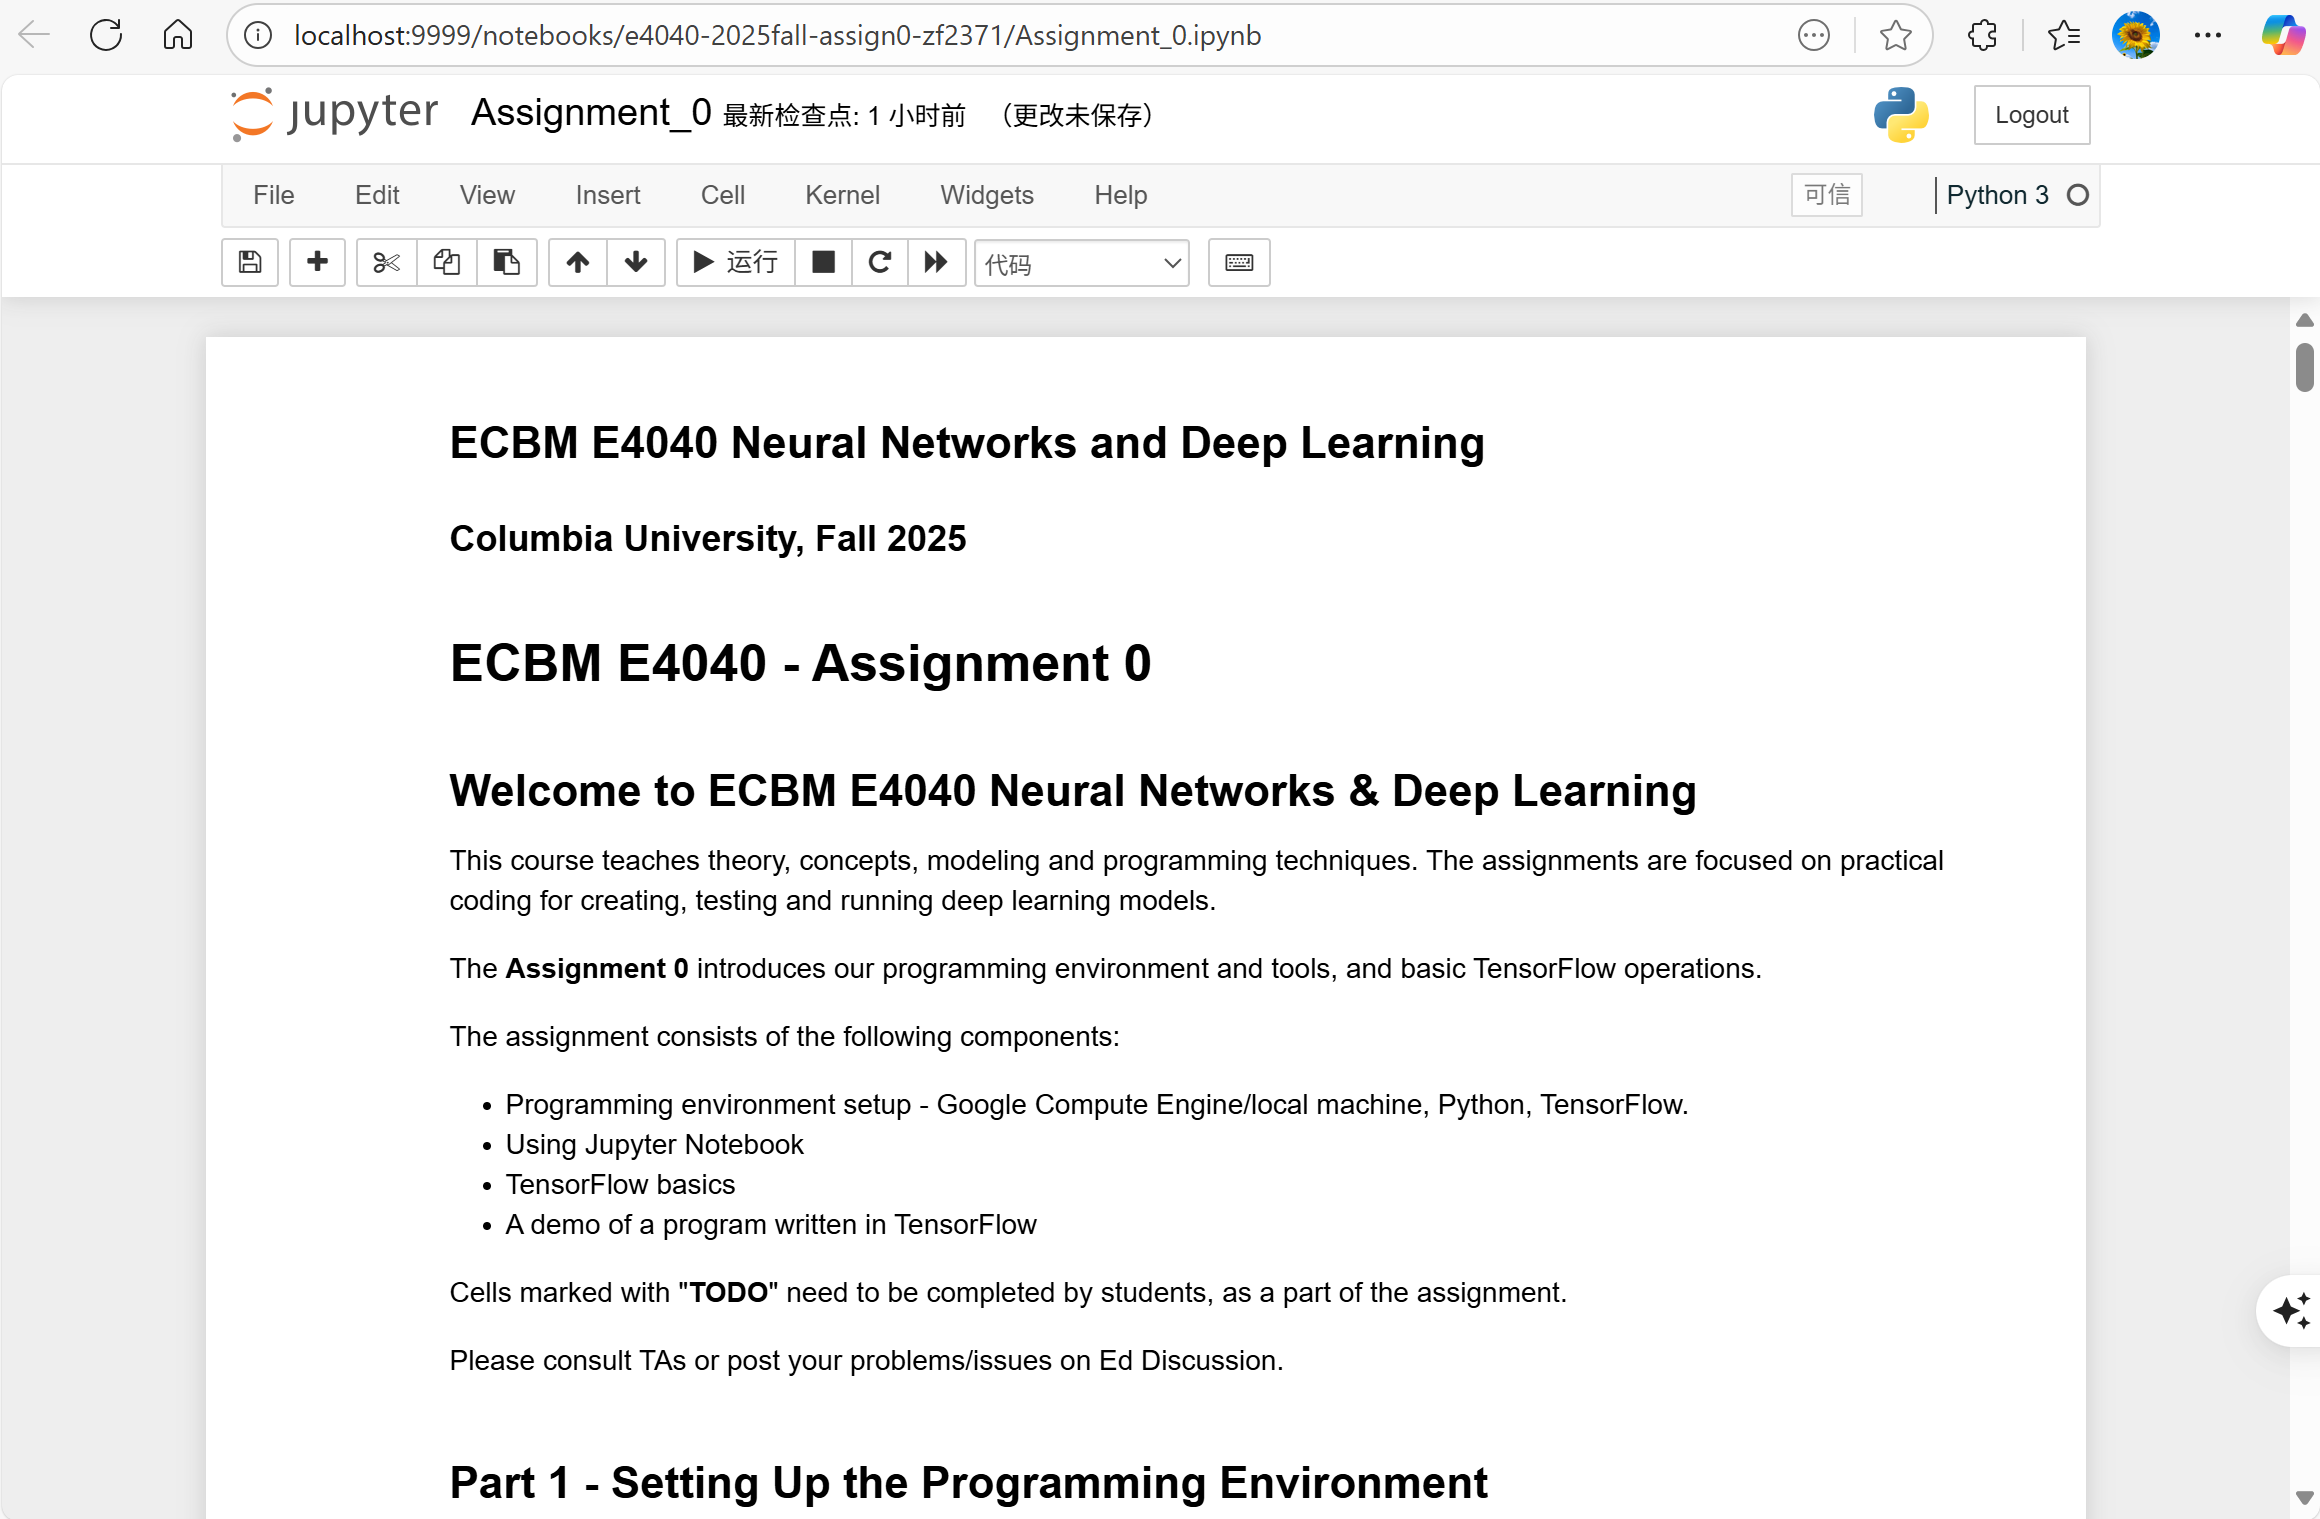 localhost:9999/notebooks/e4040-2025fall-assign0-zf2371/Assignment_0.ipynb
jupyter Assignment_0 最新检查点: 1 小时前 （更改未保存） Logout
File Edit View Insert Cell Kernel Widgets Help 可信 Python 3
运行 代码
ECBM E4040 Neural Networks and Deep Learning
Columbia University, Fall 2025
ECBM E4040 - Assignment 0
Welcome to ECBM E4040 Neural Networks & Deep Learning
This course teaches theory, concepts, modeling and programming techniques. The assignments are focused on practical
coding for creating, testing and running deep learning models.
The Assignment 0 introduces our programming environment and tools, and basic TensorFlow operations.
The assignment consists of the following components:
• Programming environment setup - Google Compute Engine/local machine, Python, TensorFlow.
• Using Jupyter Notebook
• TensorFlow basics
• A demo of a program written in TensorFlow
Cells marked with "TODO" need to be completed by students, as a part of the assignment.
Please consult TAs or post your problems/issues on Ed Discussion.
Part 1 - Setting Up the Programming Environment